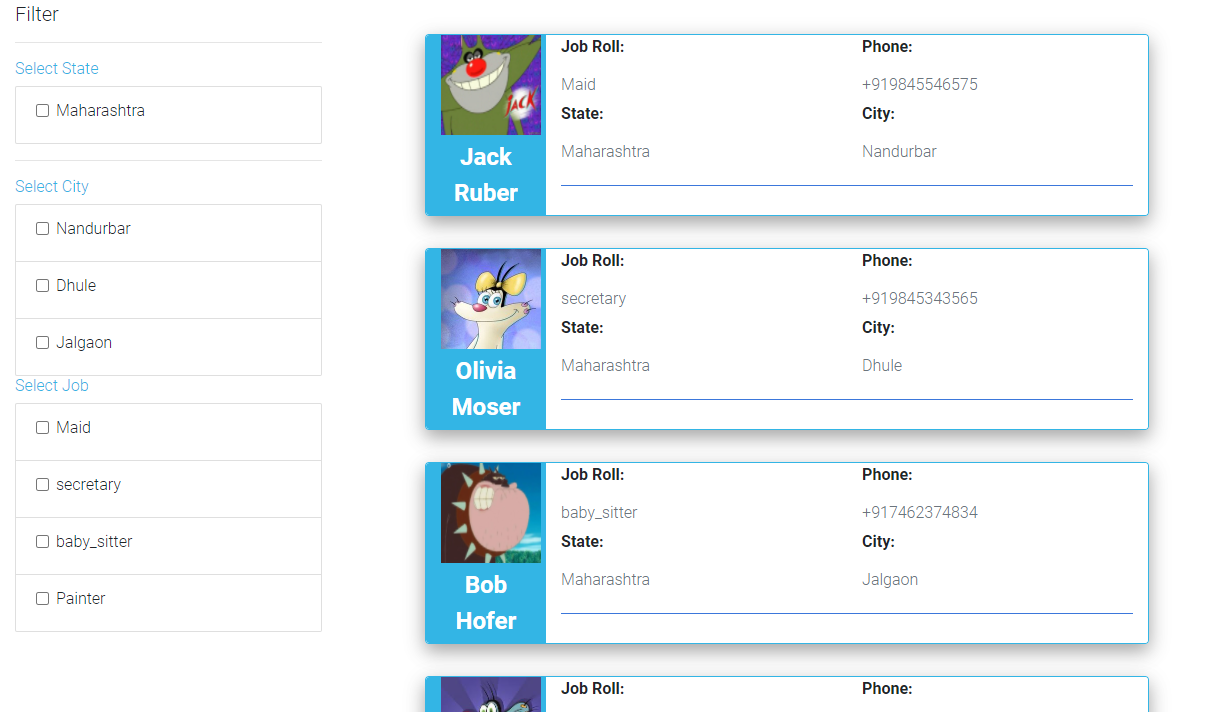 Filter
Select State
Maharashtra
Select City
Nandurbar
Dhule
Jalgaon
Select Job
Maid
secretary
baby_sitter
Painter
JACK
Jack
Ruber
Job Roll: Phone:
Maid +919845546575
State: City:
Maharashtra Nandurbar
Olivia
Moser
Job Roll: Phone:
secretary +919845343565
State: City:
Maharashtra Dhule
Bob
Hofer
Job Roll: Phone:
baby_sitter +917462374834
State: City:
Maharashtra Jalgaon
Job Roll: Phone: